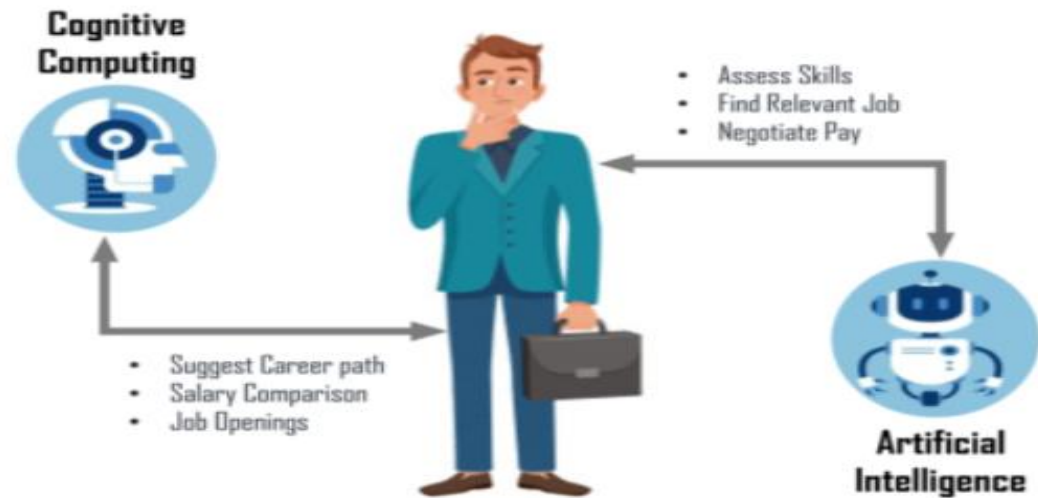 Cognitive
Computing
• Assess Skills
• Find Relevant Job
• Negotiate Pay
• Suggest Career path
• Salary Comparison
• Job Openings
Artificial
Intelligence